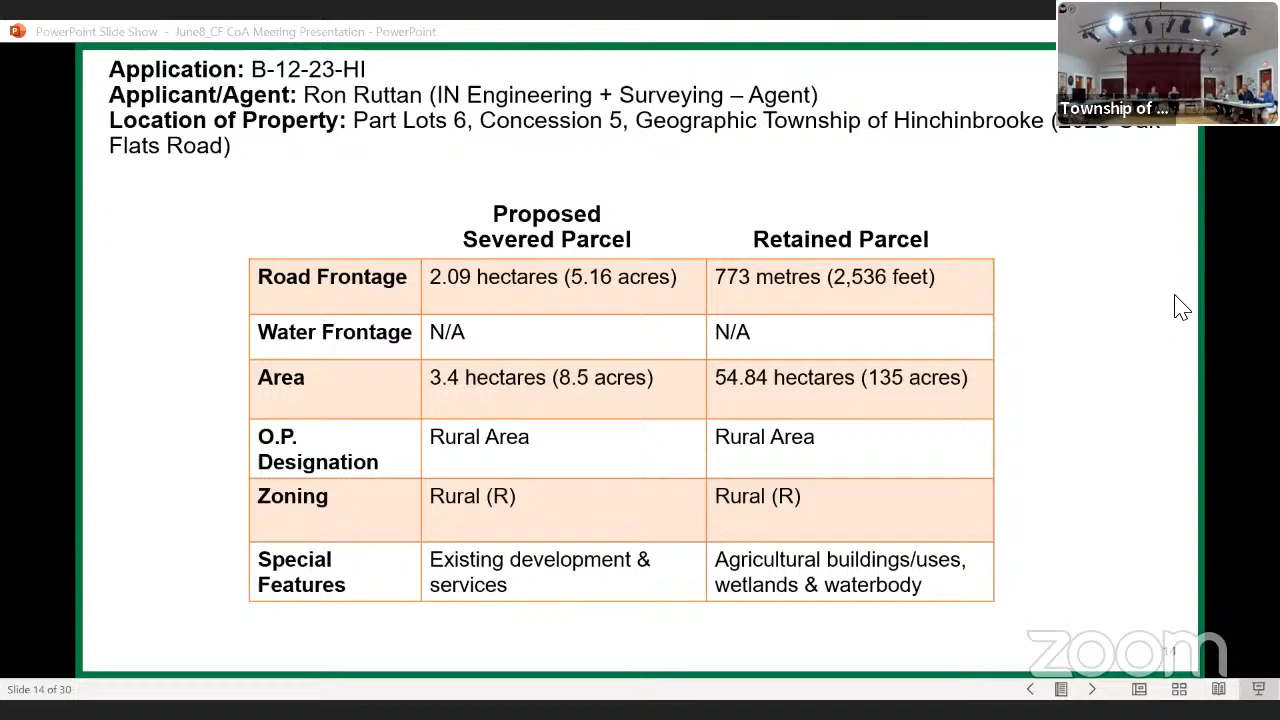 PowerPoint Slide Show - June8_CF CoA Meeting Presentation - PowerPoint
Township of ...
Application: B-12-23-HI
Applicant/Agent: Ron Ruttan (IN Engineering + Surveying – Agent)
Location of Property: Part Lots 6, Concession 5, Geographic Township of Hinchinbrooke (
Flats Road)
Proposed
Severed Parcel
Retained Parcel
Road Frontage 2.09 hectares (5.16 acres) 773 metres (2,536 feet)
Water Frontage N/A N/A
Area 3.4 hectares (8.5 acres) 54.84 hectares (135 acres)
O.P. Rural Area Rural Area
Designation
Zoning Rural (R) Rural (R)
Special Existing development & Agricultural buildings/uses,
Features services wetlands & waterbody
zoom
14
Slide 14 of 30